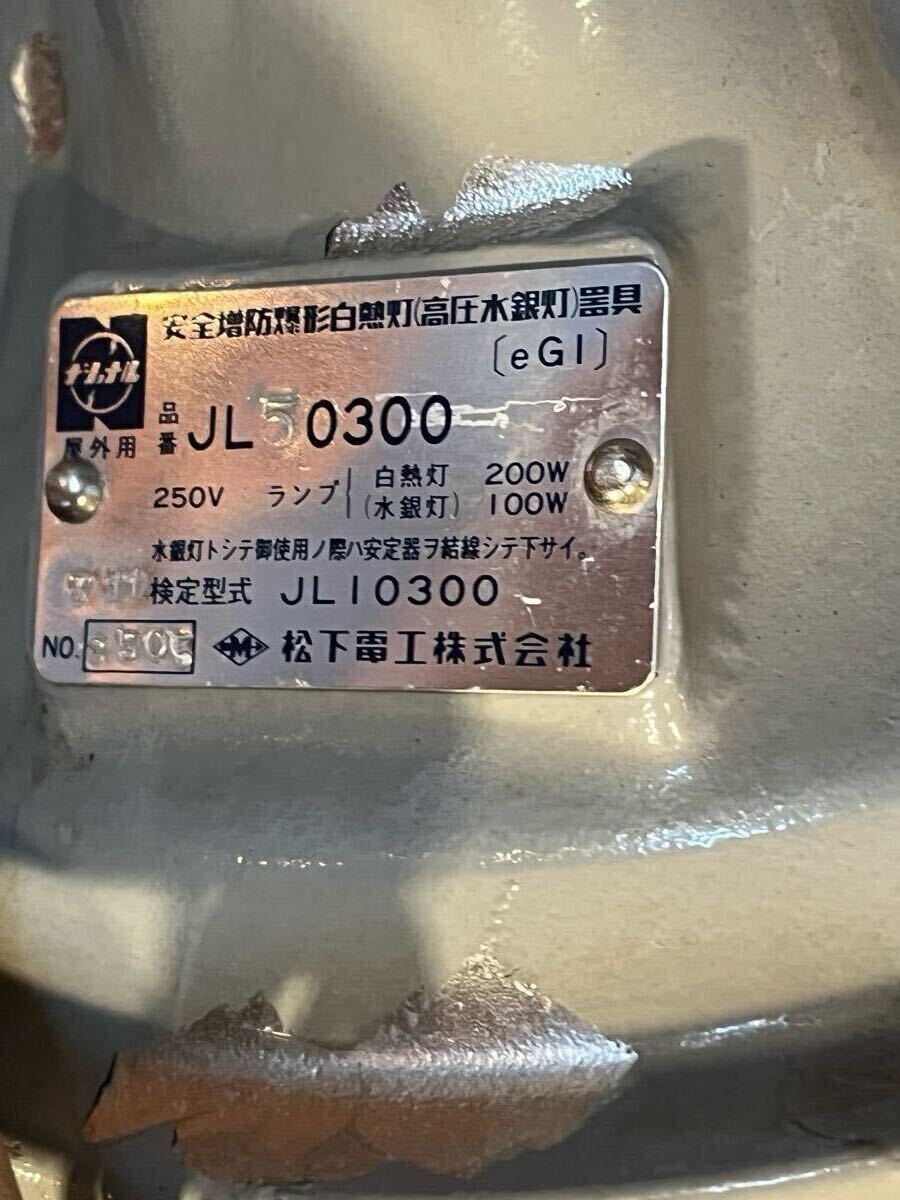 安全増防爆形白熱灯(高圧水銀灯)器具
〔eG1〕
ナショナル
屋外用
品番 JL50300
250V ランプ 白熱灯 200W
(水銀灯) 100W
水銀灯トシテ御使用ノ際ハ安定器ヲ結線シテ下サイ。
検定型式 JL10300
NO.
M 松下電工株式会社